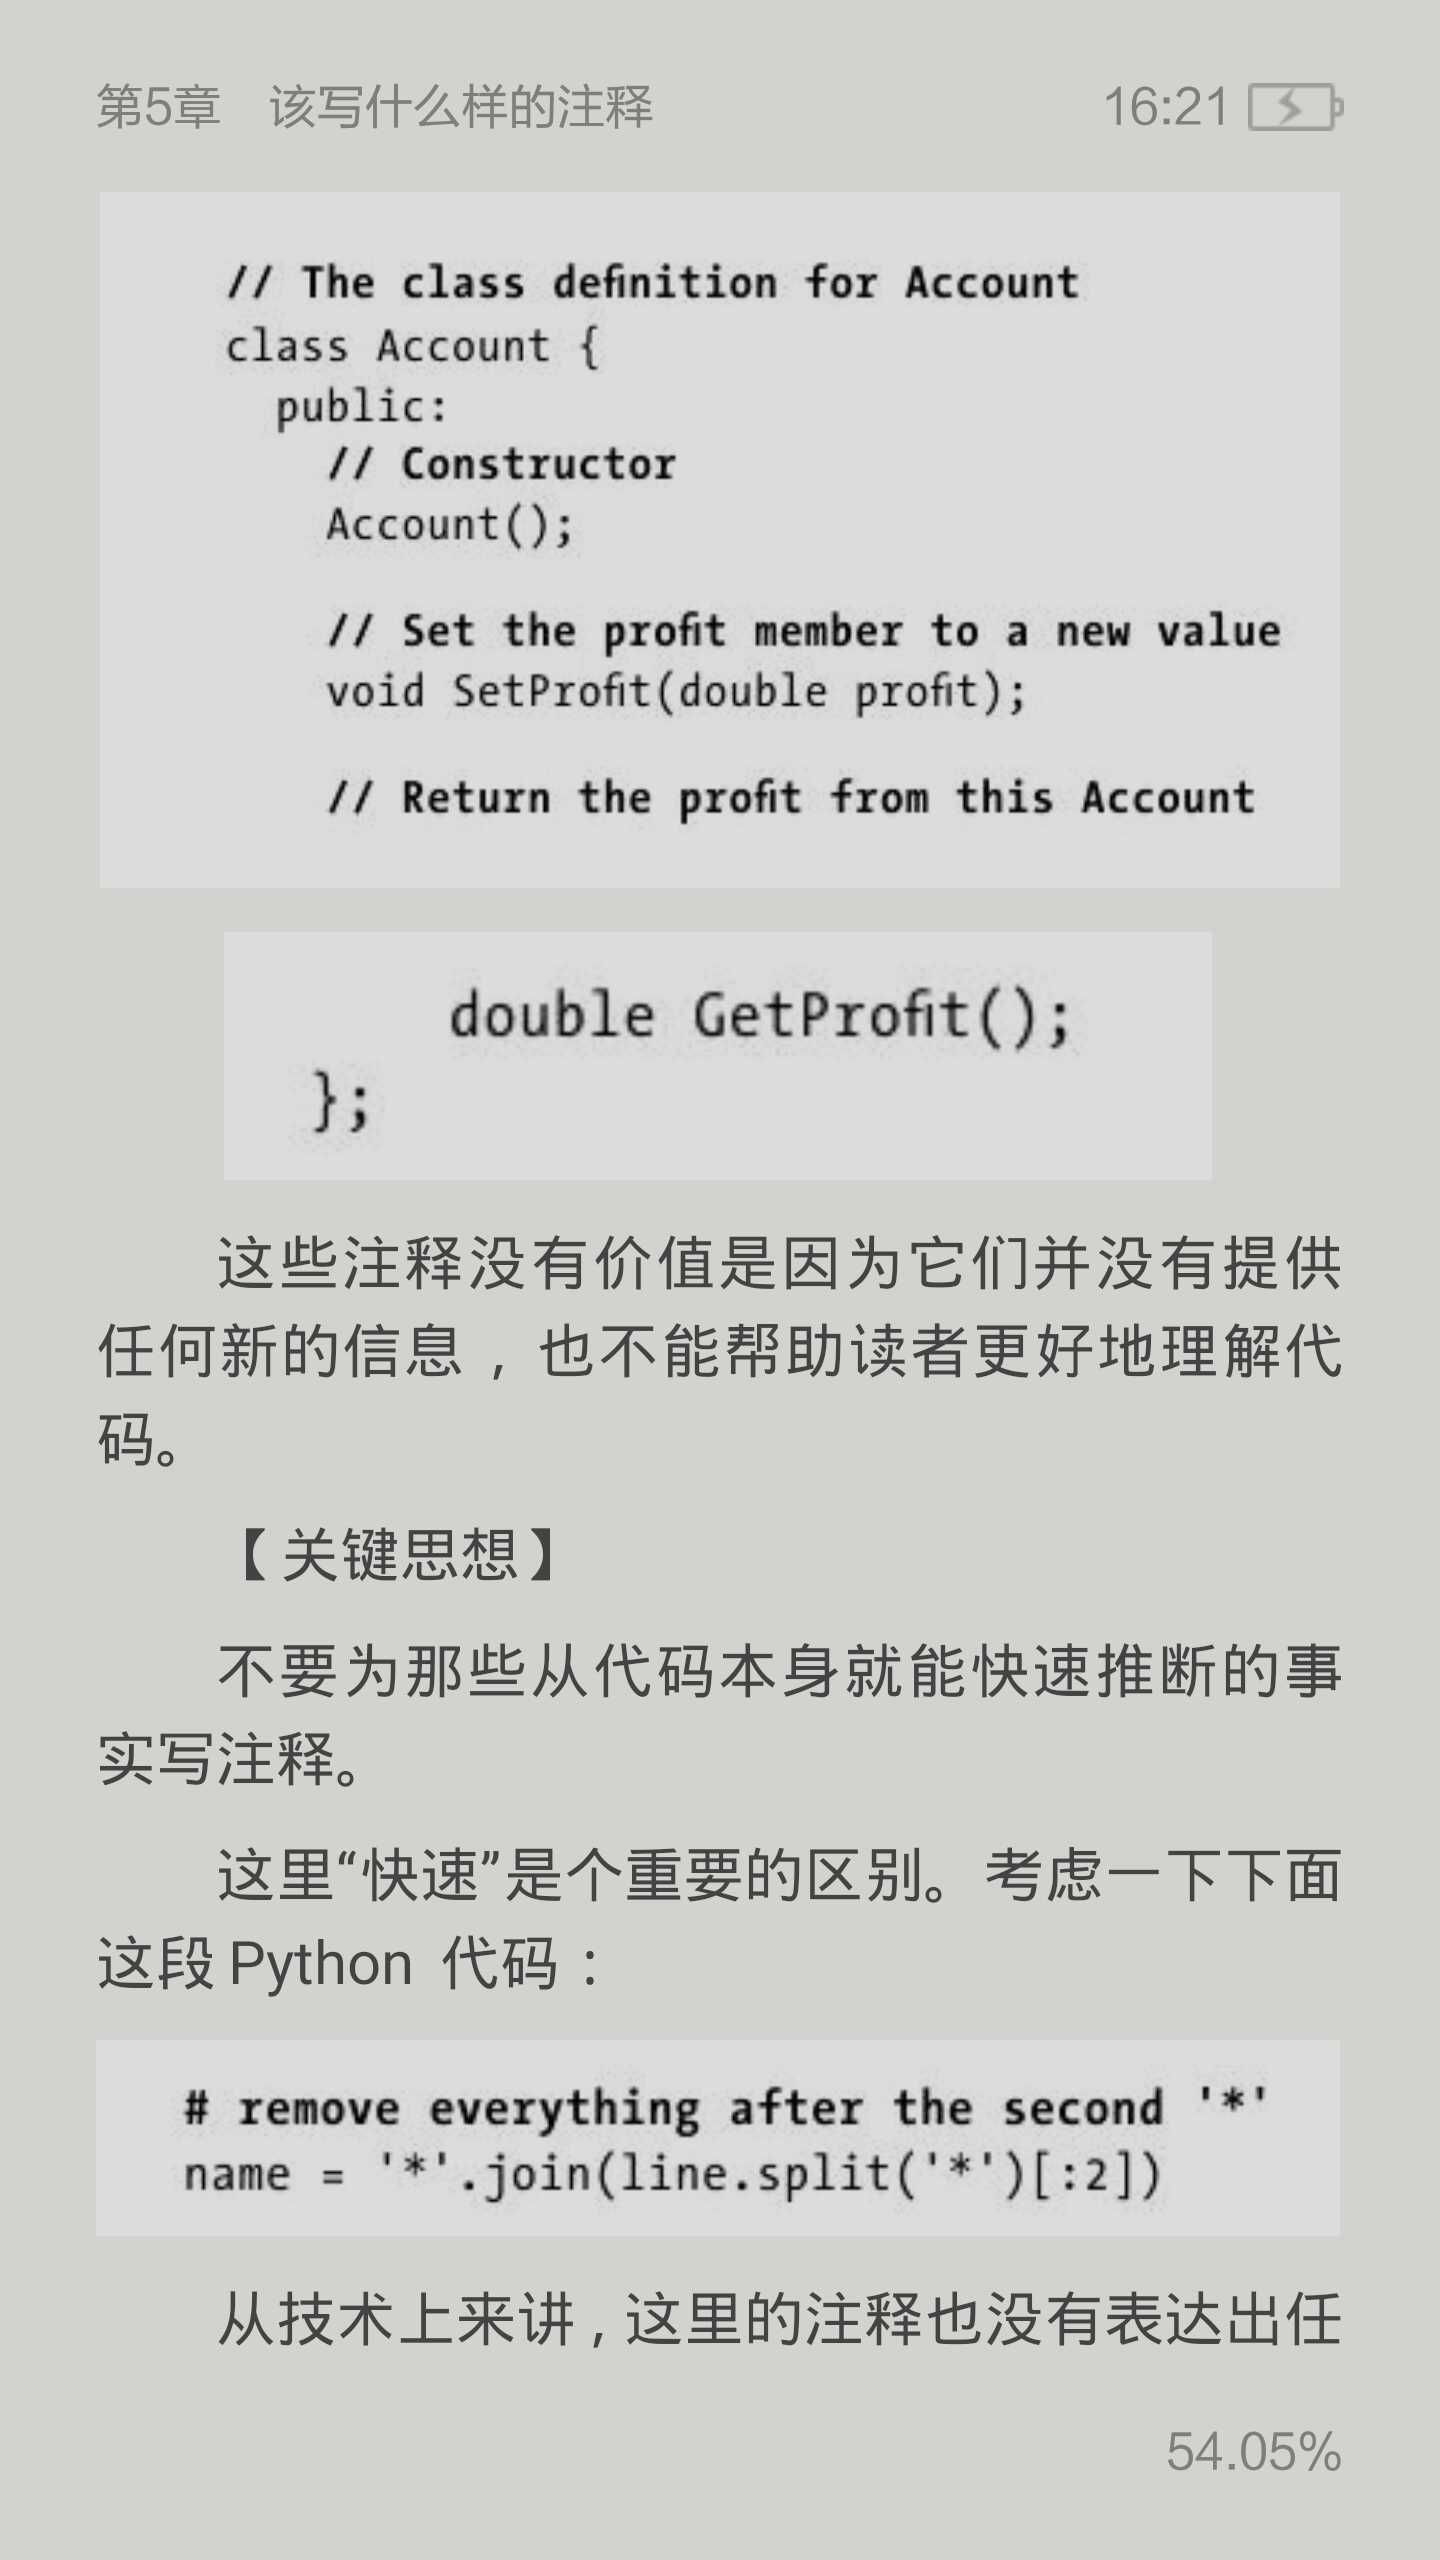 第5章　该写什么样的注释
16:21
// The class definition for Account
class Account {
  public:
    // Constructor
    Account();
    // Set the profit member to a new value
    void SetProfit(double profit);
    // Return the profit from this Account
    double GetProfit();
};
这些注释没有价值是因为它们并没有提供
任何新的信息，也不能帮助读者更好地理解代
码。
【关键思想】
不要为那些从代码本身就能快速推断的事
实写注释。
这里“快速”是个重要的区别。考虑一下下面
这段Python 代码：
# remove everything after the second '*'
name = '*'.join(line.split('*')[:2])
从技术上来讲，这里的注释也没有表达出任
54.05%